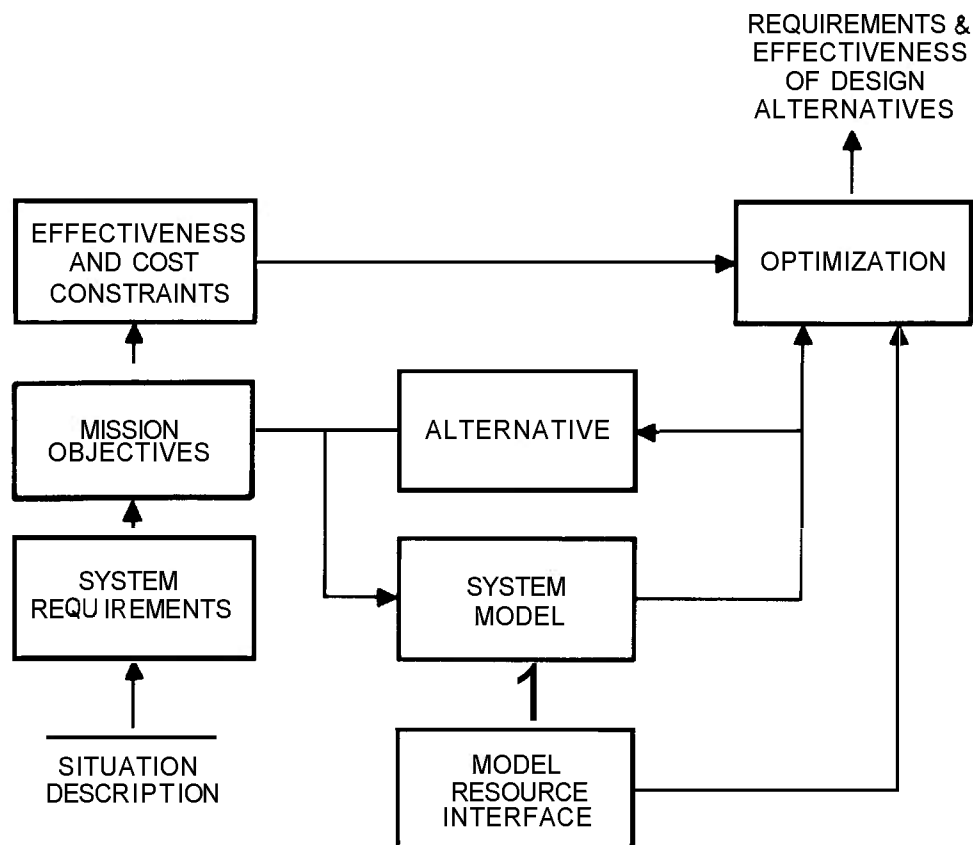 REQUIREMENTS &
EFFECTIVENESS
OF DESIGN
ALTERNATIVES
EFFECTIVENESS
AND COST
CONSTRAINTS
OPTIMIZATION
MISSION
OBJECTIVES
ALTERNATIVE
SYSTEM
REQUIREMENTS
SYSTEM
MODEL
1
SITUATION
DESCRIPTION
MODEL
RESOURCE
INTERFACE